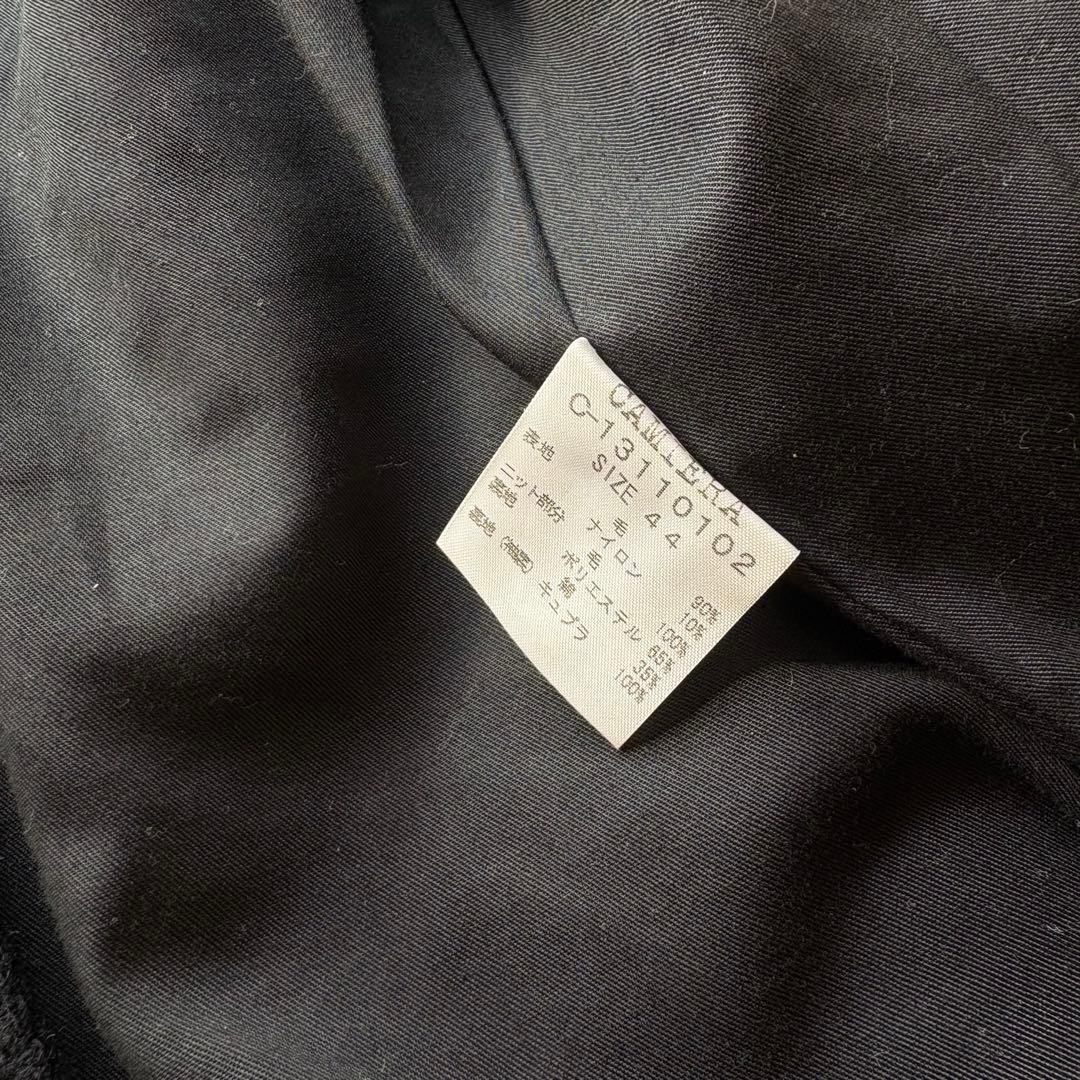 CAMIERA
C-13110102
SIZE 44
表地 毛 90%
ナイロン 10%
ニット部分 毛 100%
裏地 ポリエステル 65%
綿 35%
裏地(袖裏) キュプラ 100%